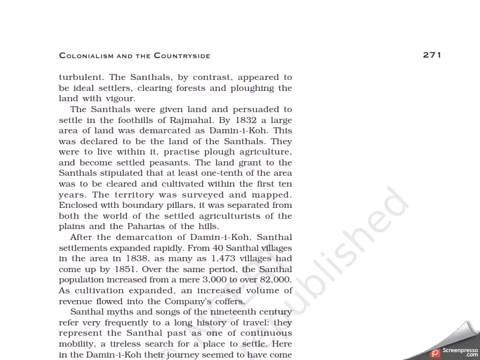 COLONIALISM AND THE COUNTRYSIDE 271
turbulent. The Santhals, by contrast, appeared to
be ideal settlers, clearing forests and ploughing
the land with vigour.
The Santhals were given land and persuaded to
settle in the foothills of Rajmahal. By 1832 a large
area of land was demarcated as Damin-i-Koh. This
was declared to be the land of the Santhals. They
were to live within it, practise plough agriculture,
and become settled peasants. The land grant to the
Santhals stipulated that at least one-tenth of the area
was to be cleared and cultivated within the first ten
years. The territory was surveyed and mapped.
Enclosed with boundary pillars, it was separated from
both the world of the settled agriculturists of the
plains and the Paharias of the hills.
After the demarcation of Damin-i-Koh, Santhal
settlements expanded rapidly. From 40 Santhal villages
in the area in 1838, as many as 1,473 villages had
come up by 1851. Over the same period, the Santhal
population increased from a mere 3,000 to over 82,000.
As cultivation expanded, an increased volume of
revenue flowed into the Company's coffers.
Santhal myths and songs of the nineteenth century
refer very frequently to a long history of travel: they
represent the Santhal past as one of continuous
mobility, a tireless search for a place to settle. Here
in the Damin-i-Koh their journey seemed to have come
published
Screenpresso
Screenpresso.com